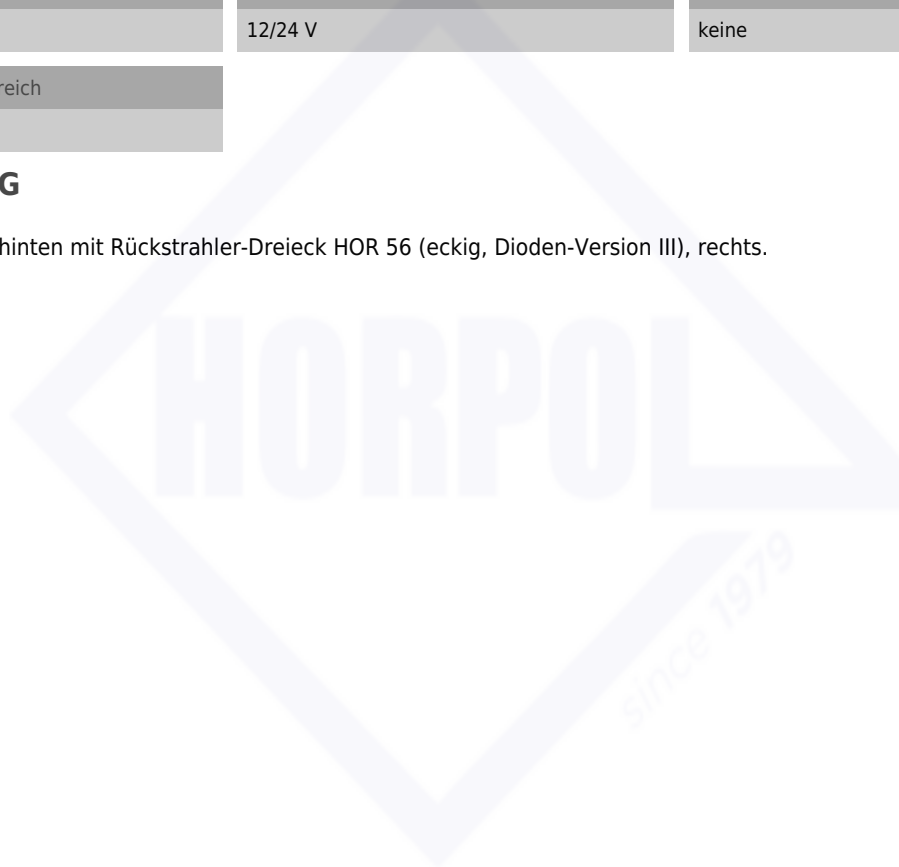 12/24 V keine
reich
G
hinten mit Rückstrahler-Dreieck HOR 56 (eckig, Dioden-Version III), rechts.
HORPOL
since 1979